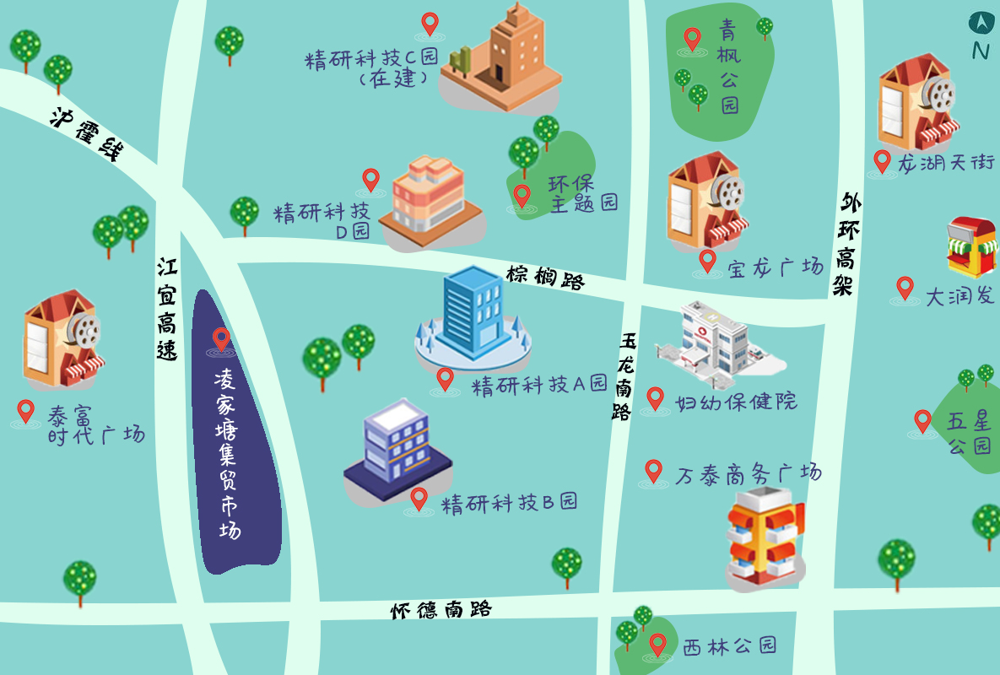 青枫公园
N
精研科技C园
(在建)
沪霍线
龙湖天街
环保
主题园
精研科技
D园
外环高架
宝龙广场
棕榈路
江宜高速
大润发
玉龙南路
凌家塘集贸市场
精研科技A园
妇幼保健院
泰富
时代广场
五星
公园
万泰商务广场
精研科技B园
怀德南路
西林公园